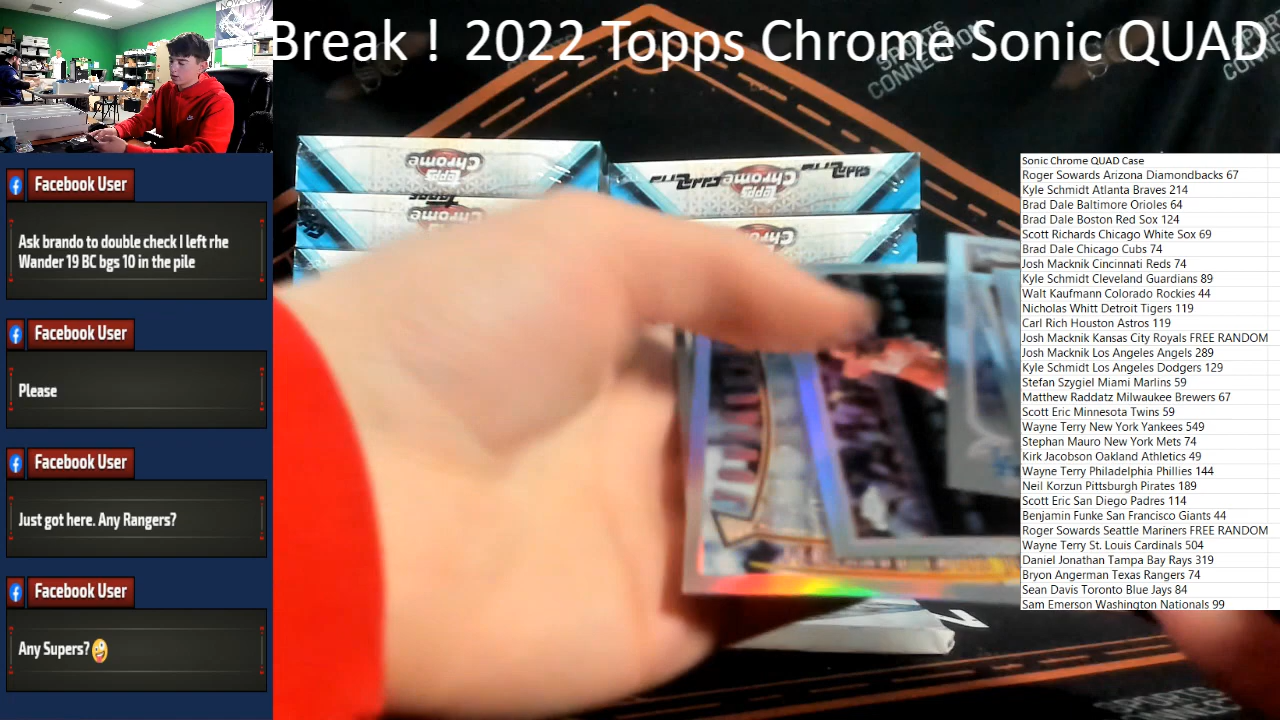 Break ! 2022 Topps Chrome Sonic QUAD
SPORTS
CONNECTION
Topps
Chrome
Topps
Chrome
Facebook User
Ask brando to double check I left rhe
Wander 19 BC bgs 10 in the pile
Facebook User
Please
Facebook User
Just got here. Any Rangers?
Facebook User
Any Supers?🤪
Sonic Chrome QUAD Case
Roger Sowards Arizona Diamondbacks 67
Kyle Schmidt Atlanta Braves 214
Brad Dale Baltimore Orioles 64
Brad Dale Boston Red Sox 124
Scott Richards Chicago White Sox 69
Brad Dale Chicago Cubs 74
Josh Macknik Cincinnati Reds 74
Kyle Schmidt Cleveland Guardians 89
Walt Kaufmann Colorado Rockies 44
Nicholas Whitt Detroit Tigers 119
Carl Rich Houston Astros 119
Josh Macknik Kansas City Royals FREE RANDOM
Josh Macknik Los Angeles Angels 289
Kyle Schmidt Los Angeles Dodgers 129
Stefan Szygiel Miami Marlins 59
Matthew Raddatz Milwaukee Brewers 67
Scott Eric Minnesota Twins 59
Wayne Terry New York Yankees 549
Stephan Mauro New York Mets 74
Kirk Jacobson Oakland Athletics 49
Wayne Terry Philadelphia Phillies 144
Neil Korzun Pittsburgh Pirates 189
Scott Eric San Diego Padres 114
Benjamin Funke San Francisco Giants 44
Roger Sowards Seattle Mariners FREE RANDOM
Wayne Terry St. Louis Cardinals 504
Daniel Jonathan Tampa Bay Rays 319
Bryon Angerman Texas Rangers 74
Sean Davis Toronto Blue Jays 84
Sam Emerson Washington Nationals 99